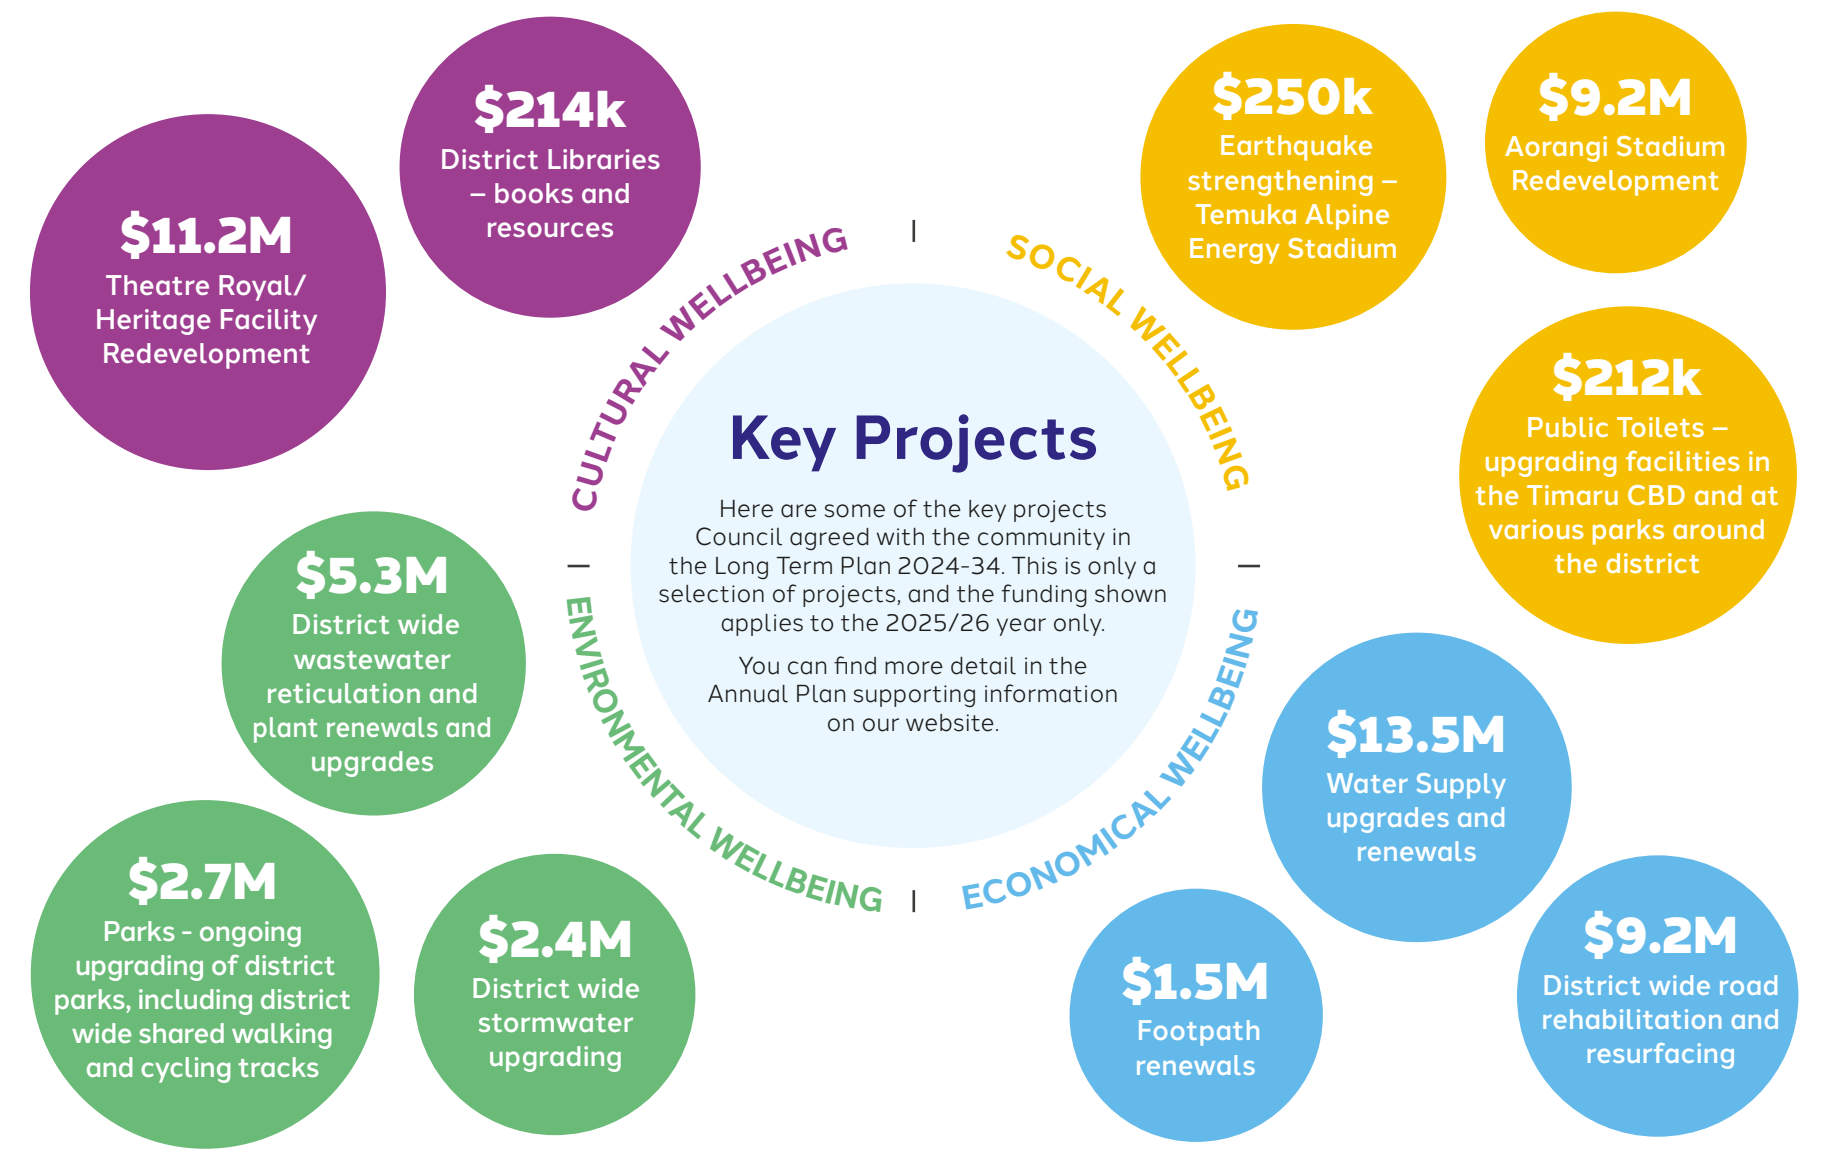 $11.2M
Theatre Royal/
Heritage Facility
Redevelopment
$214k
District Libraries
– books and
resources
CULTURAL WELLBEING
SOCIAL WELLBEING
$250k
Earthquake
strengthening –
Temuka Alpine
Energy Stadium
$9.2M
Aorangi Stadium
Redevelopment
$212k
Public Toilets –
upgrading facilities in
the Timaru CBD and at
various parks around
the district
Key Projects
Here are some of the key projects
Council agreed with the community in
the Long Term Plan 2024-34. This is only a
selection of projects, and the funding shown
applies to the 2025/26 year only.
You can find more detail in the
Annual Plan supporting information
on our website.
ENVIRONMENTAL WELLBEING
$5.3M
District wide
wastewater
reticulation and
plant renewals and
upgrades
$2.7M
Parks - ongoing
upgrading of district
parks, including district
wide shared walking
and cycling tracks
$2.4M
District wide
stormwater
upgrading
ECONOMICAL WELLBEING
$13.5M
Water Supply
upgrades and
renewals
$1.5M
Footpath
renewals
$9.2M
District wide road
rehabilitation and
resurfacing